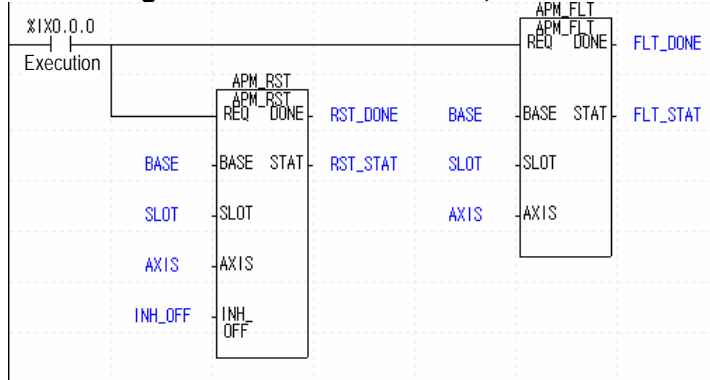 APM_FLT
%IX0.0.0
APM_FLT
REQ DONE FLT_DONE
Execution
APM_RST
APM_RST
REQ DONE RST_DONE BASE BASE STAT FLT_STAT
BASE BASE STAT RST_STAT SLOT SLOT
SLOT SLOT AXIS AXIS
AXIS AXIS
INH_OFF INH_
OFF